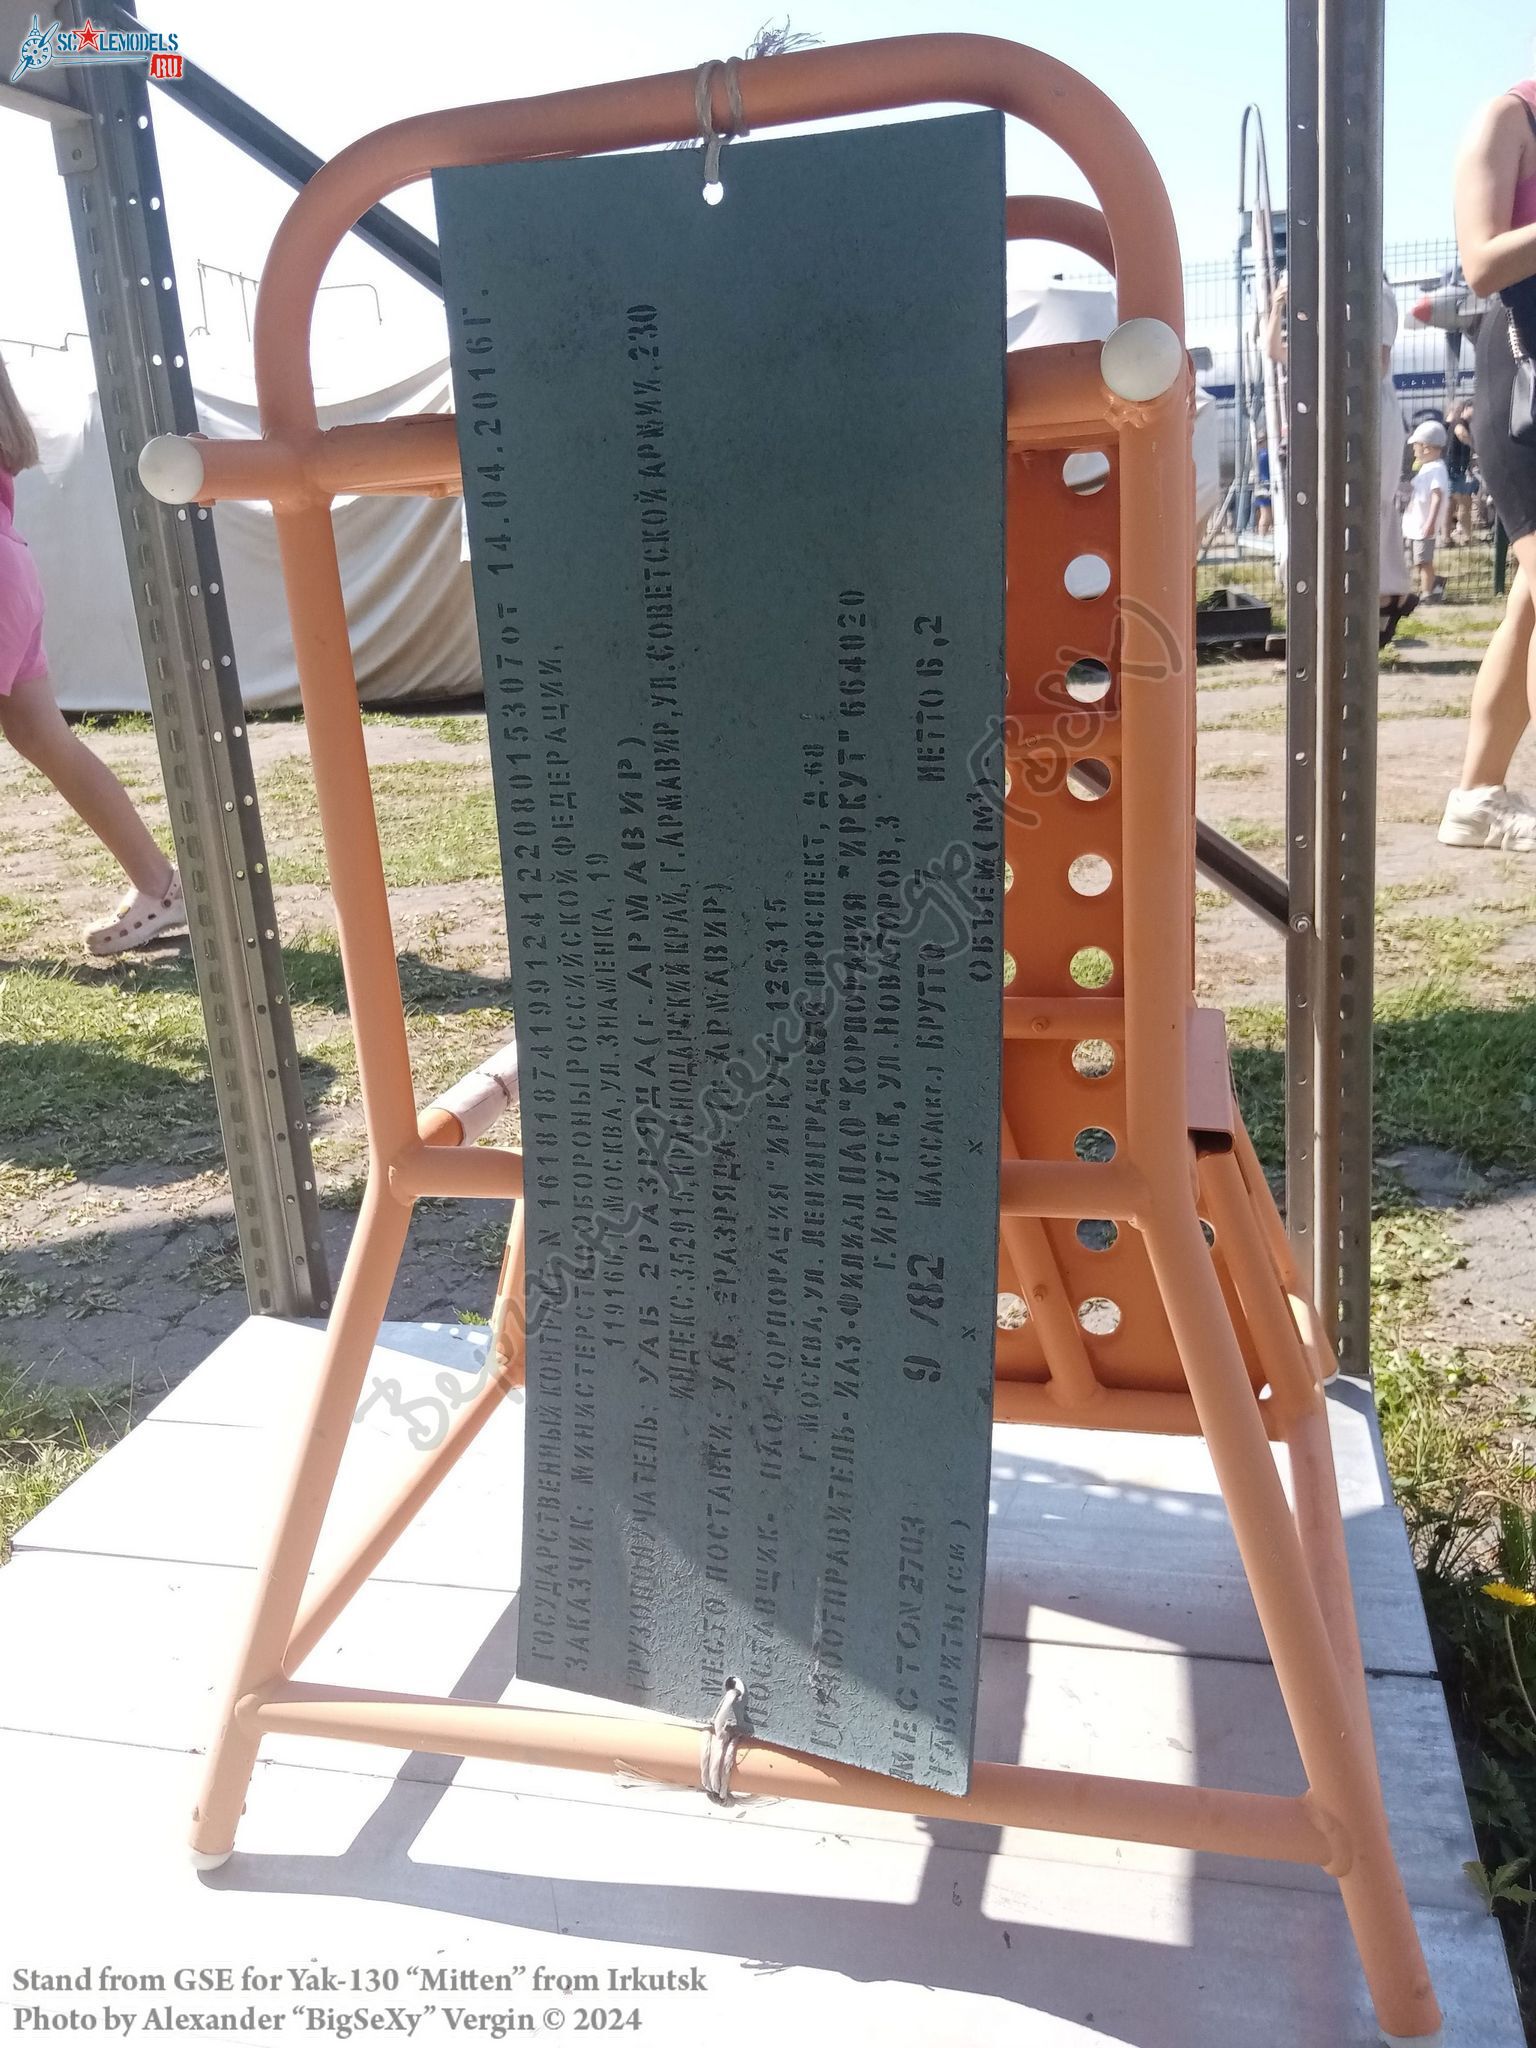 SCALEMODELS
RU
ГОСУДАРСТВЕННЫЙ КОНТРАКТ N 1618187419912412208015307 от 14.04.2016Г.
ЗАКАЗЧИК: МИНИСТЕРСТВО ОБОРОНЫ РОССИЙСКОЙ ФЕДЕРАЦИИ,
119160, МОСКВА, УЛ. ЗНАМЕНКА, 19
ГРУЗОПОЛУЧАТЕЛЬ: УАБ 2 РАЗРЯДА (Г. АРМАВИР)
ИНДЕКС: 352915, КРАСНОДАРСКИЙ КРАЙ, Г. АРМАВИР, УЛ. СОВЕТСКОЙ АРМИИ, 230
МЕСТО ПОСТАВКИ: УАБ 2 РАЗРЯДА (Г. АРМАВИР)
ПОСТАВЩИК- ПАО "КОРПОРАЦИЯ "ИРКУТ" 125315
Г. МОСКВА, УЛ. ЛЕНИНГРАДСКИЙ ПРОСПЕКТ, Д.68
ГРУЗООТПРАВИТЕЛЬ- ИАЗ-ФИЛИАЛ ПАО "КОРПОРАЦИЯ "ИРКУТ" 664020
Г. ИРКУТСК, УЛ. НОВАТОРОВ, 3
МЕСТО N 2703 9/182 МАССА (кг.) БРУТТО НЕТТО 6,2
ГАБАРИТЫ (см) х х ОБЪЕМ (м³)-
Вергин Александр (BSX)
Stand from GSE for Yak-130 “Mitten” from Irkutsk
Photo by Alexander “BigSeXy” Vergin © 2024